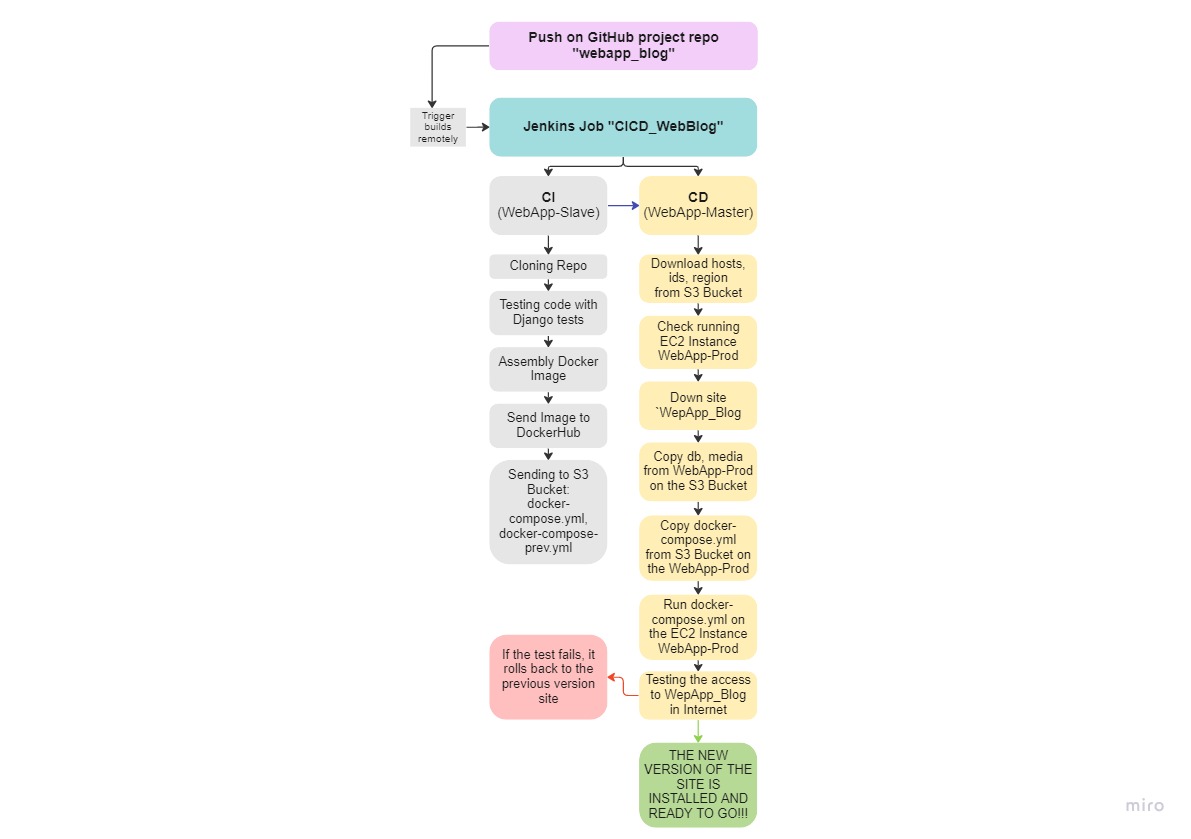 Push on GitHub project repo
"webapp_blog"
Trigger
builds
remotely
Jenkins Job "CICD_WebBlog"
CI
(WebApp-Slave)
CD
(WebApp-Master)
Cloning Repo
Testing code with
Django tests
Assembly Docker
Image
Send Image to
DockerHub
Sending to S3
Bucket:
docker-
compose.yml,
docker-compose-
prev.yml
Download hosts,
ids, region
from S3 Bucket
Check running
EC2 Instance
WebApp-Prod
Down site
`WepApp_Blog
Copy db, media
from WebApp-Prod
on the S3 Bucket
Copy docker-
compose.yml
from S3 Bucket on
the WebApp-Prod
Run docker-
compose.yml on
the EC2 Instance
WebApp-Prod
Testing the access
to WepApp_Blog
in Internet
If the test fails, it
rolls back to the
previous version
site
THE NEW
VERSION OF THE
SITE IS
INSTALLED AND
READY TO GO!!!
miro